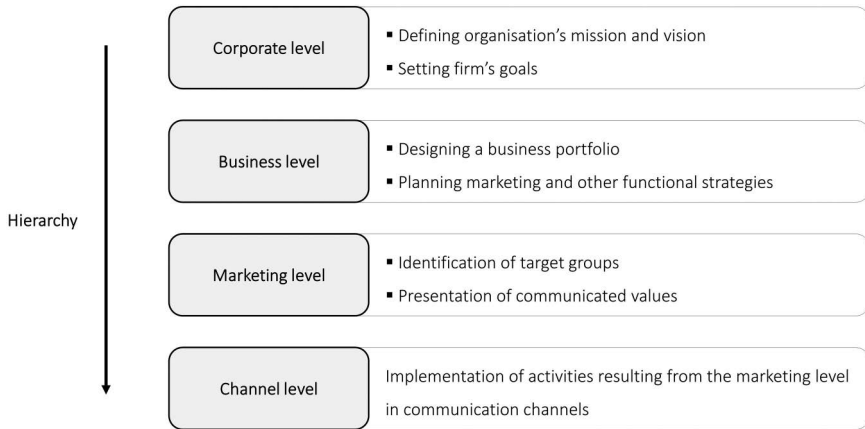 Corporate level
▪ Defining organisation's mission and vision
▪ Setting firm's goals
Business level
▪ Designing a business portfolio
▪ Planning marketing and other functional strategies
Hierarchy
Marketing level
▪ Identification of target groups
▪ Presentation of communicated values
Channel level
Implementation of activities resulting from the marketing level
in communication channels